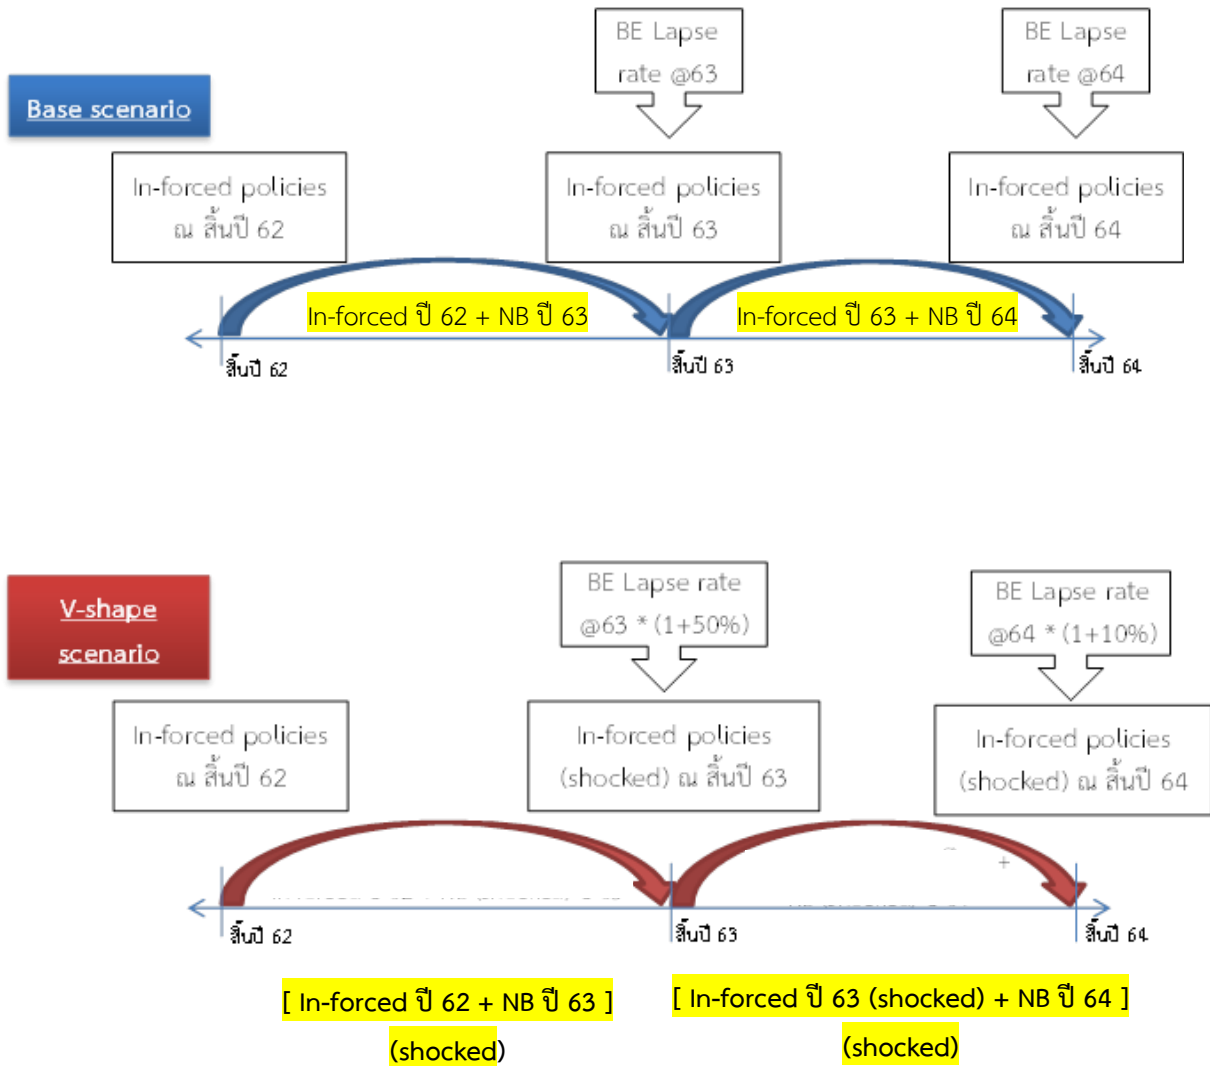 BE Lapse
rate @63
BE Lapse
rate @64
Base scenario
In-forced policies
ณ สิ้นปี 62
In-forced policies
ณ สิ้นปี 63
In-forced policies
ณ สิ้นปี 64
In-forced ปี 62 + NB ปี 63
In-forced ปี 63 + NB ปี 64
สิ้นปี 62
สิ้นปี 63
สิ้นปี 64
V-shape
scenario
BE Lapse rate
@63 * (1+50%)
BE Lapse rate
@64 * (1+10%)
In-forced policies
ณ สิ้นปี 62
In-forced policies
(shocked) ณ สิ้นปี 63
In-forced policies
(shocked) ณ สิ้นปี 64
+
สิ้นปี 62
สิ้นปี 63
สิ้นปี 64
[ In-forced ปี 62 + NB ปี 63 ]
(shocked)
[ In-forced ปี 63 (shocked) + NB ปี 64 ]
(shocked)